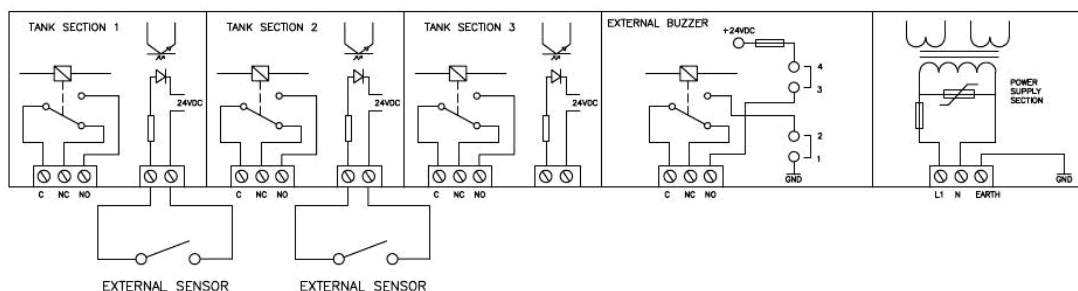 TANK SECTION 1
24VDC
C NC NO
TANK SECTION 2
24VDC
C NC NO
TANK SECTION 3
24VDC
C NC NO
EXTERNAL BUZZER
+24VDC
4
3
2
1
GND
C NC NO
POWER
SUPPLY
SECTION
L1 N EARTH
GND
EXTERNAL SENSOR
EXTERNAL SENSOR